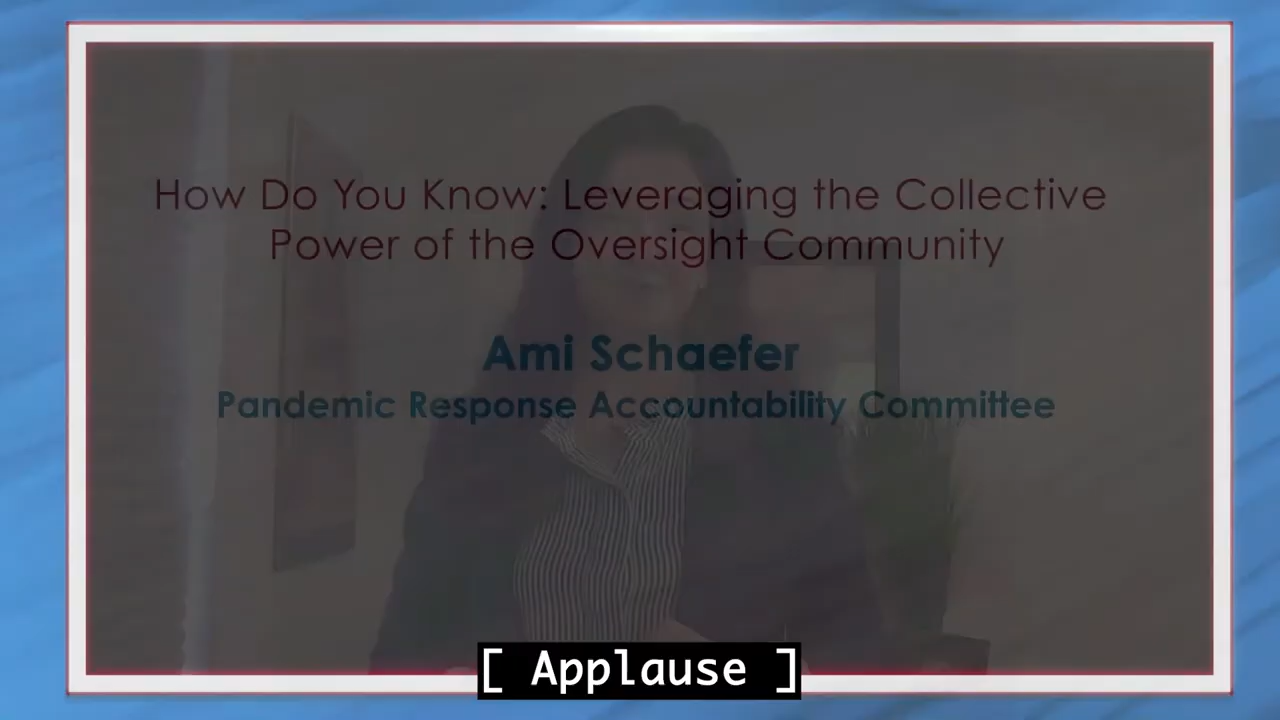 How Do You Know: Leveraging the Collective
Power of the Oversight Community
Ami Schaefer
Pandemic Response Accountability Committee
[ Applause ]